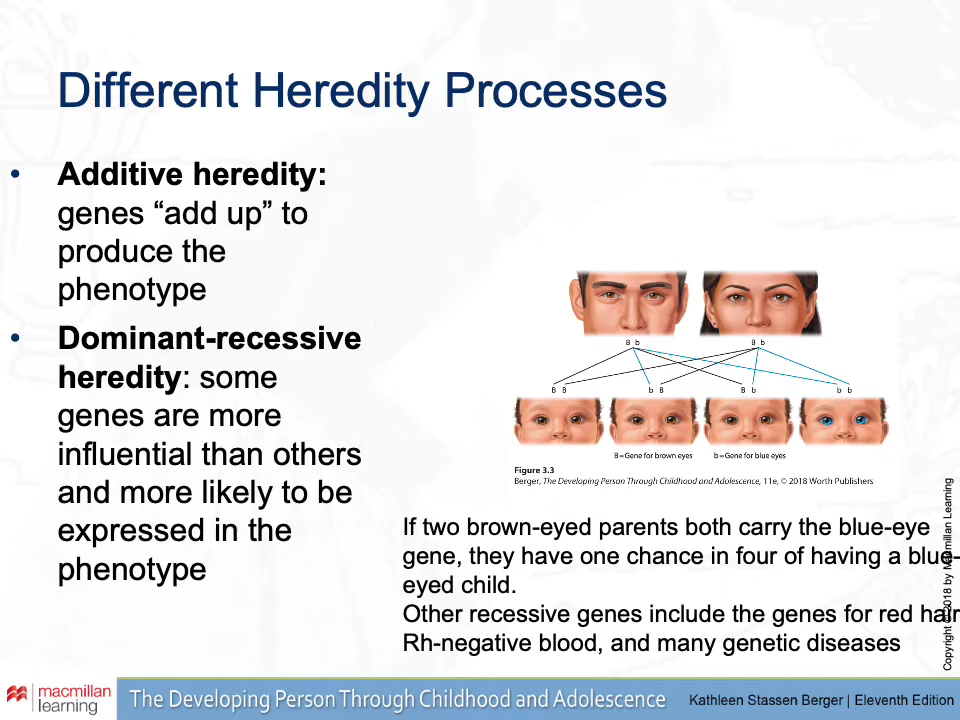 Different Heredity Processes
• Additive heredity:
genes “add up” to
produce the
phenotype
• Dominant-recessive
heredity: some
genes are more
influential than others
and more likely to be
expressed in the
phenotype
B b
B b
B B
b B
B b
b b
B=Gene for brown eyes
b=Gene for blue eyes
Figure 3.3
Berger, The Developing Person Through Childhood and Adolescence, 11e, © 2018 Worth Publishers
If two brown-eyed parents both carry the blue-eye
gene, they have one chance in four of having a blue-
eyed child.
Other recessive genes include the genes for red hair
Rh-negative blood, and many genetic diseases
Copyright © 2018 by Macmillan Learning
macmillan
learning
The Developing Person Through Childhood and Adolescence
Kathleen Stassen Berger | Eleventh Edition